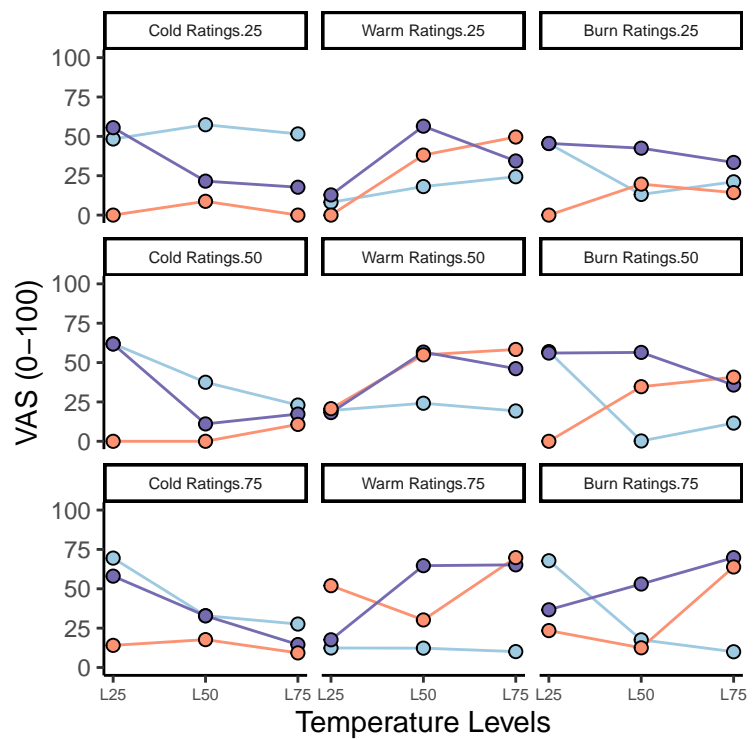 Cold Ratings.25 Warm Ratings.25 Burn Ratings.25
100
75
50
25
0
Cold Ratings.50 Warm Ratings.50 Burn Ratings.50
100
75
50
25
0
Cold Ratings.75 Warm Ratings.75 Burn Ratings.75
100
75
50
25
0
VAS (0−100)
L25 L50 L75 L25 L50 L75 L25 L50 L75
Temperature Levels